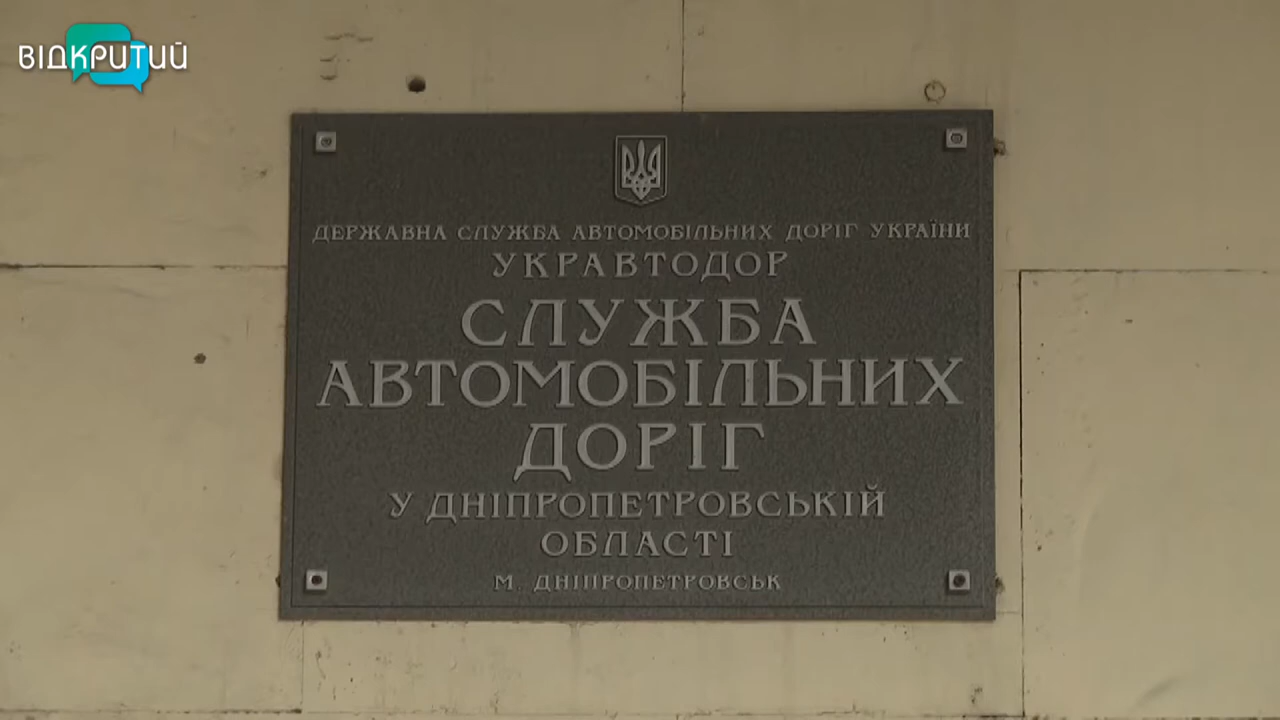 ВІДКРИТИЙ
ДЕРЖАВНА СЛУЖБА АВТОМОБІЛЬНИХ ДОРІГ УКРАЇНИ
УКРАВТОДОР
СЛУЖБА
АВТОМОБІЛЬНИХ
ДОРІГ
У ДНІПРОПЕТРОВСЬКІЙ
ОБЛАСТІ
М. ДНІПРОПЕТРОВСЬК